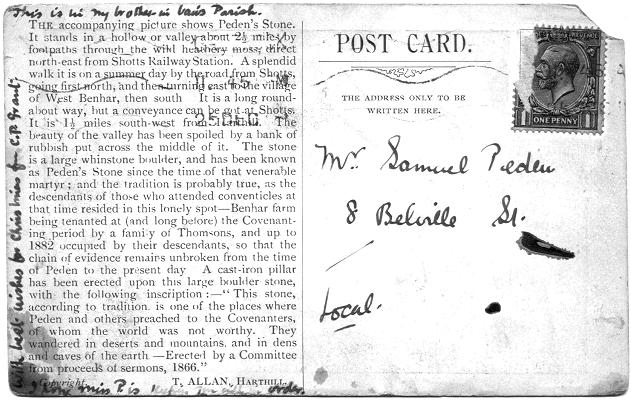 This is in my brother-in-law's Parish.
THE accompanying picture shows Peden's Stone.
It stands in a hollow or valley about 2½ miles by
footpaths through the wild heathery moss, direct
north-east from Shotts Railway Station. A splendid
walk it is on a summer day by the road from Shotts,
going first north, and then turning east to the village
of West Benhar, then south It is a long round-
about way, but a conveyance can be got at Shotts.
It is 1½ miles south-west from Harthill. The
beauty of the valley has been spoiled by a bank of
rubbish put across the middle of it. The stone
is a large whinstone boulder, and has been known
as Peden's Stone since the time of that venerable
martyr; and the tradition is probably true, as the
descendants of those who attended conventicles at
that time resided in this lonely spot—Benhar farm
being tenanted at (and long before) the Covenant-
ing period by a family of Thomsons, and up to
1882 occupied by their descendants, so that the
chain of evidence remains unbroken from the time
of Peden to the present day A cast-iron pillar
has been erected upon this large boulder stone,
with the following inscription:—"This stone,
according to tradition, is one of the places where
Peden and others preached to the Covenanters,
of whom the world was not worthy. They
wandered in deserts and mountains, and in dens
and caves of the earth—Erected by a Committee
from proceeds of sermons, 1866."
Copyright. T. ALLAN, HARTHILL.
I hope Miss P. is
order.
With best wishes for Christmas fr C.P. Grant
11.45
25 DEC
POST CARD.
THE ADDRESS ONLY TO BE
WRITTEN HERE.
POSTAGE REVENUE
ONE PENNY
Mr. Samuel Peden
8 Belville St.
Local.